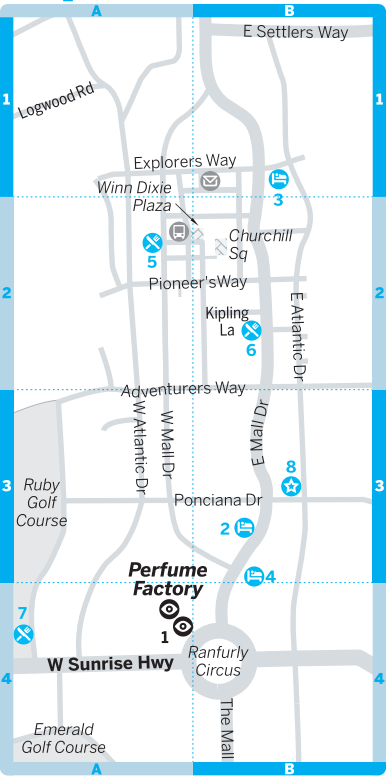 A B
E Settlers Way
1 1
Logwood Rd
Explorers Way
Winn Dixie
Plaza
3
Churchill
Sq
5
Pioneer'sWay
2 2
Kipling
La
6
E Atlantic Dr
Adventurers Way
W Atlantic Dr
W Mall Dr
E Mall Dr
8
3 3
Ruby
Golf
Course
Ponciana Dr
2
Perfume
Factory
4
7
1
Ranfurly
Circus
W Sunrise Hwy
4 4
The Mall
Emerald
Golf Course
A B